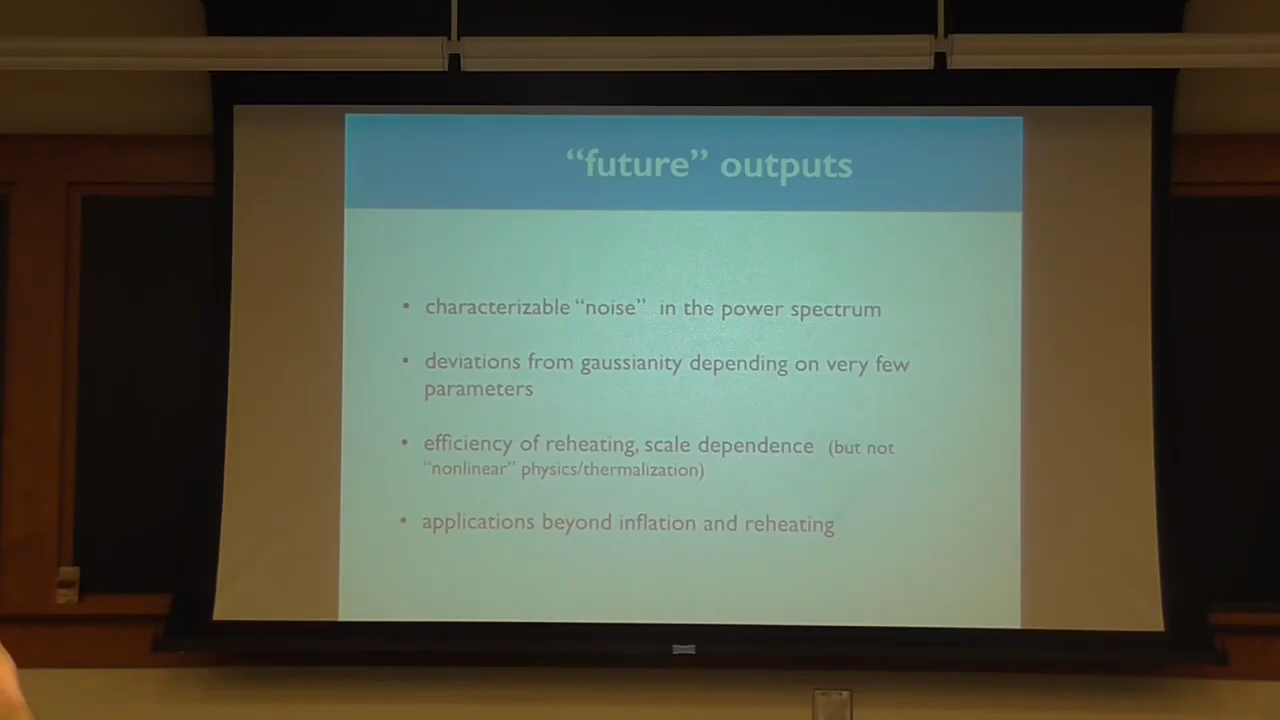 “future” outputs
• characterizable “noise” in the power spectrum
• deviations from gaussianity depending on very few
parameters
• efficiency of reheating, scale dependence (but not
“nonlinear” physics/thermalization)
• applications beyond inflation and reheating